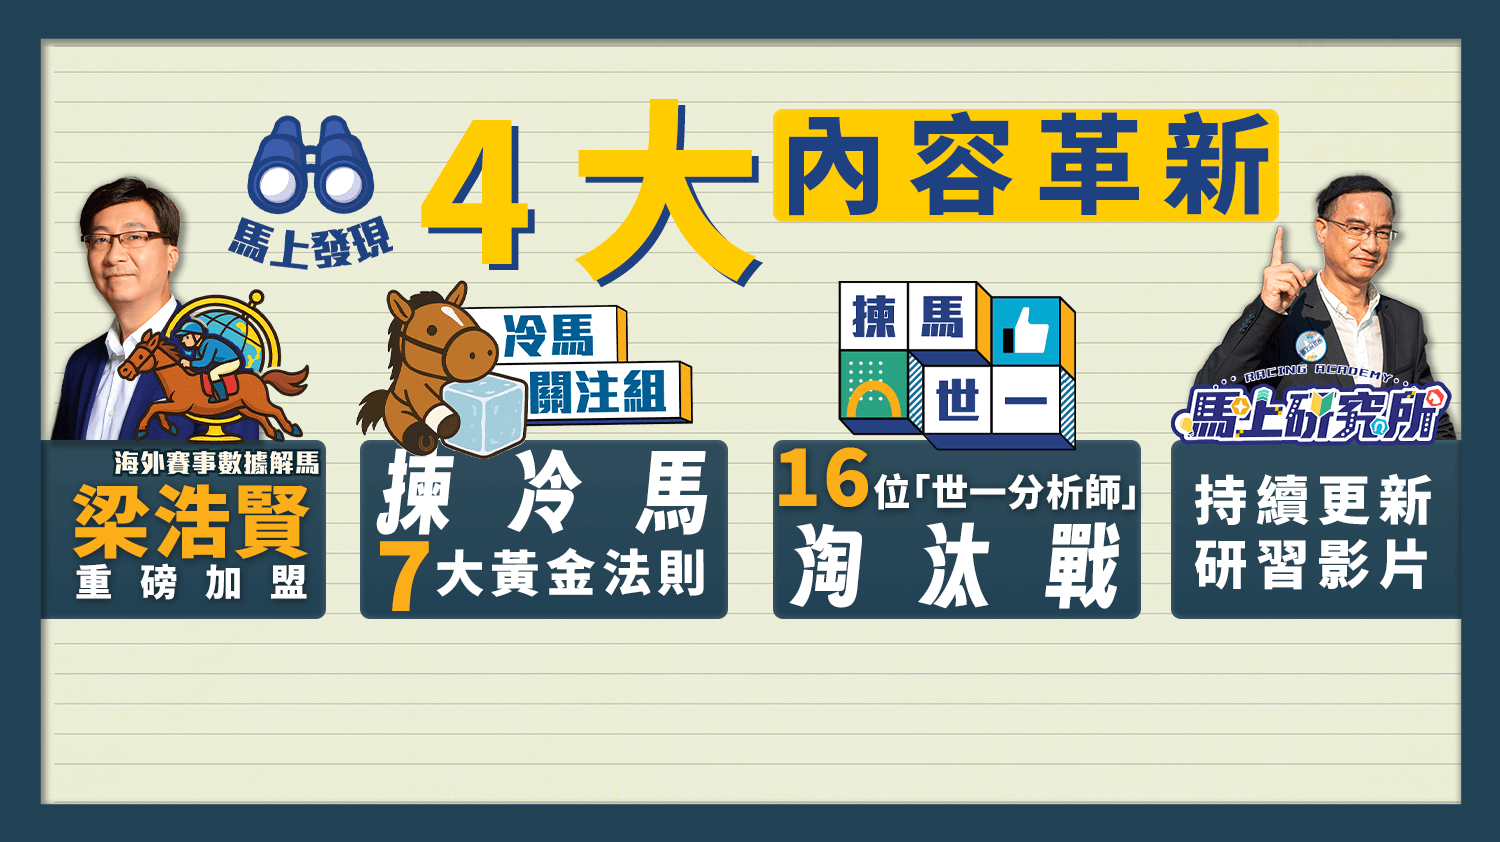 馬上發現
4大內容革新
海外賽事數據解馬
梁浩賢
重磅加盟
冷馬
關注組
揀冷馬
7大黃金法則
揀馬
世一
16位「世一分析師」
淘汰戰
RACING ACADEMY
馬上研究所
持續更新
研習影片